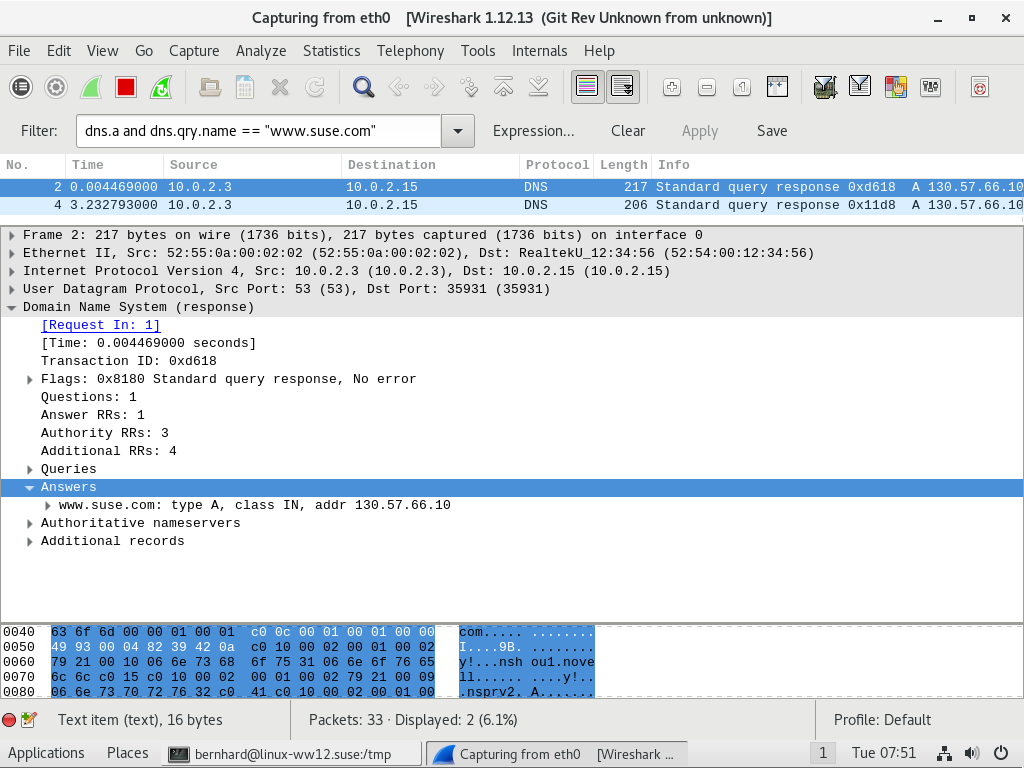 Capturing from eth0 [Wireshark 1.12.13 (Git Rev Unknown from unknown)]
File Edit View Go Capture Analyze Statistics Telephony Tools Internals Help
Filter: dns.a and dns.qry.name == "www.suse.com" Expression... Clear Apply Save
No. Time Source Destination Protocol Length Info
2 0.004469000 10.0.2.3 10.0.2.15 DNS 217 Standard query response 0xd618 A 130.57.66.10
4 3.232793000 10.0.2.3 10.0.2.15 DNS 206 Standard query response 0x11d8 A 130.57.66.10
Frame 2: 217 bytes on wire (1736 bits), 217 bytes captured (1736 bits) on interface 0
Ethernet II, Src: 52:55:0a:00:02:02 (52:55:0a:00:02:02), Dst: RealtekU_12:34:56 (52:54:00:12:34:56)
Internet Protocol Version 4, Src: 10.0.2.3 (10.0.2.3), Dst: 10.0.2.15 (10.0.2.15)
User Datagram Protocol, Src Port: 53 (53), Dst Port: 35931 (35931)
Domain Name System (response)
[Request In: 1]
[Time: 0.004469000 seconds]
Transaction ID: 0xd618
Flags: 0x8180 Standard query response, No error
Questions: 1
Answer RRs: 1
Authority RRs: 3
Additional RRs: 4
Queries
Answers
www.suse.com: type A, class IN, addr 130.57.66.10
Authoritative nameservers
Additional records
0040 63 6f 6d 00 00 01 00 01 c0 0c 00 01 00 01 00 00 com..... ........
0050 49 93 00 04 82 39 42 0a c0 10 00 02 00 01 00 02 I....9B. ........
0060 79 21 00 10 06 6e 73 68 6f 75 31 06 6e 6f 76 65 y!...nsh ou1.nove
0070 6c 6c c0 15 c0 10 00 02 00 01 00 02 79 21 00 09 ll...... ....y!..
0080 06 6e 73 70 72 76 32 c0 41 c0 10 00 02 00 01 00 .nsprv2. A.......
Text item (text), 16 bytes Packets: 33 · Displayed: 2 (6.1%) Profile: Default
Applications Places bernhard@linux-ww12.suse:/tmp Capturing from eth0 [Wireshark ... 1 Tue 07:51